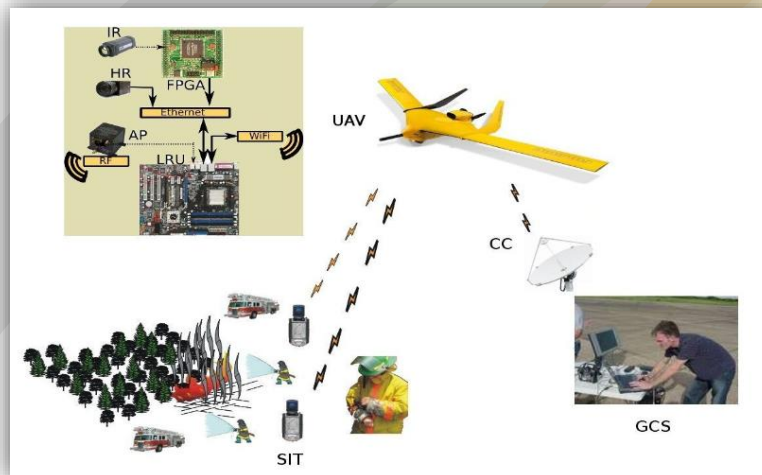 IR
HR
FPGA
Ethernet
AP
WiFi
RF
LRU
UAV
CC
GCS
SIT